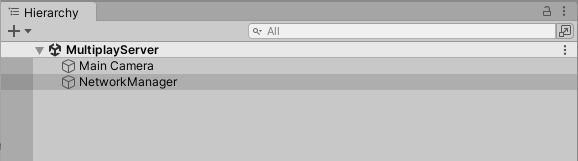 Hierarchy
All
MultiplayServer
Main Camera
NetworkManager